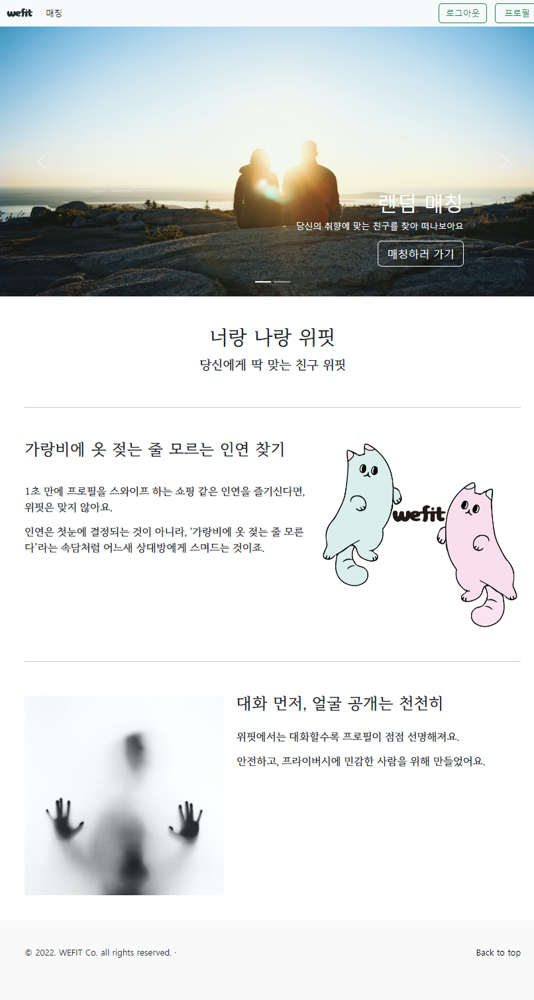 wefit 매칭 로그아웃 프로필
랜덤 매칭
당신의 취향에 맞는 친구를 찾아 떠나보아요
매칭하러 가기
너랑 나랑 위핏
당신에게 딱 맞는 친구 위핏
가랑비에 옷 젖는 줄 모르는 인연 찾기
1초 만에 프로필을 스와이프 하는 쇼핑 같은 인연을 즐기신다면,
위핏은 맞지 않아요.
인연은 첫눈에 결정되는 것이 아니라, '가랑비에 옷 젖는 줄 모른
다'라는 속담처럼 어느새 상대방에게 스며드는 것이죠.
wefit
대화 먼저, 얼굴 공개는 천천히
위핏에서는 대화할수록 프로필이 점점 선명해져요.
안전하고, 프라이버시에 민감한 사람을 위해 만들었어요.
© 2022. WEFIT Co. all rights reserved. · Back to top